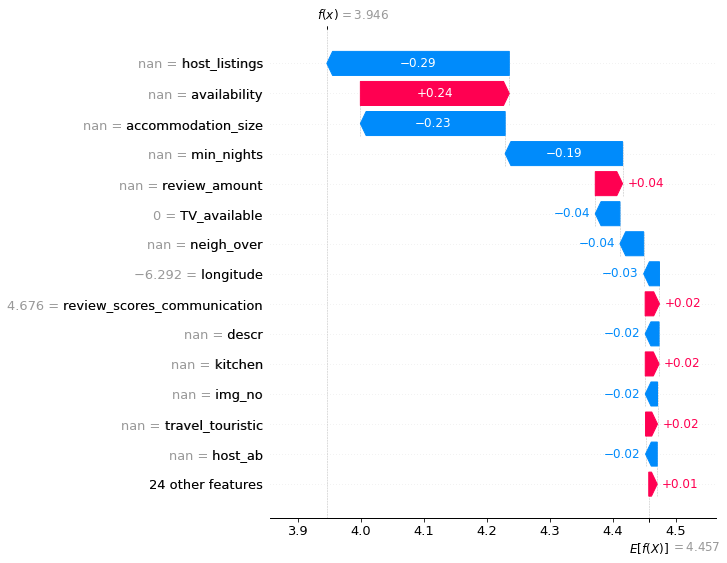 f(x) = 3.946
nan = host_listings −0.29
nan = availability +0.24
nan = accommodation_size −0.23
nan = min_nights −0.19
nan = review_amount +0.04
0 = TV_available −0.04
nan = neigh_over −0.04
−6.292 = longitude −0.03
4.676 = review_scores_communication +0.02
nan = descr −0.02
nan = kitchen +0.02
nan = img_no −0.02
nan = travel_touristic +0.02
nan = host_ab −0.02
24 other features +0.01
3.9 4.0 4.1 4.2 4.3 4.4 4.5
E[f(X)] = 4.457